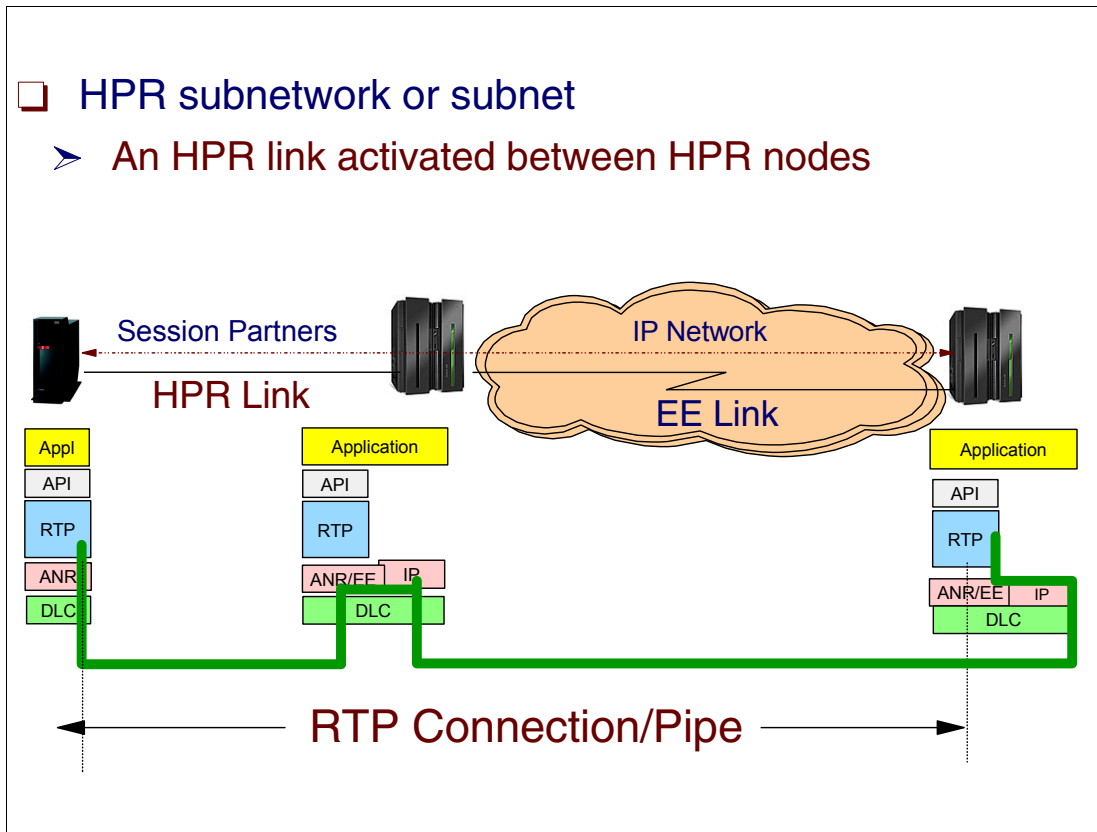 HPR subnetwork or subnet
An HPR link activated between HPR nodes
Session Partners
IP Network
HPR Link
EE Link
Appl
API
RTP
ANR
DLC
Application
API
RTP
ANR/EE
IP
DLC
Application
API
RTP
ANR/EE
IP
DLC
RTP Connection/Pipe